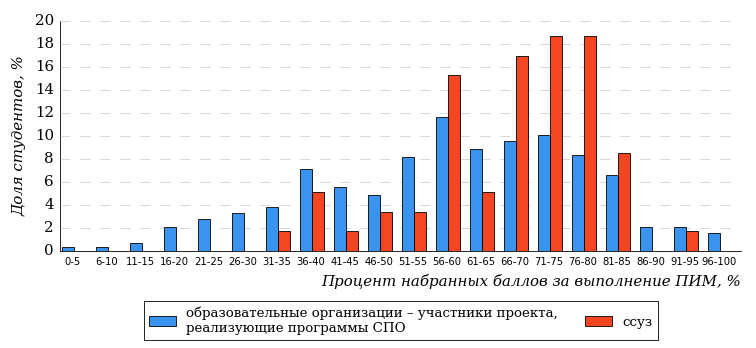 Доля студентов, %
20
18
16
14
12
10
8
6
4
2
0
0-5 6-10 11-15 16-20 21-25 26-30 31-35 36-40 41-45 46-50 51-55 56-60 61-65 66-70 71-75 76-80 81-85 86-90 91-95 96-100
Процент набранных баллов за выполнение ПИМ, %
образовательные организации – участники проекта,
реализующие программы СПО
ссуз